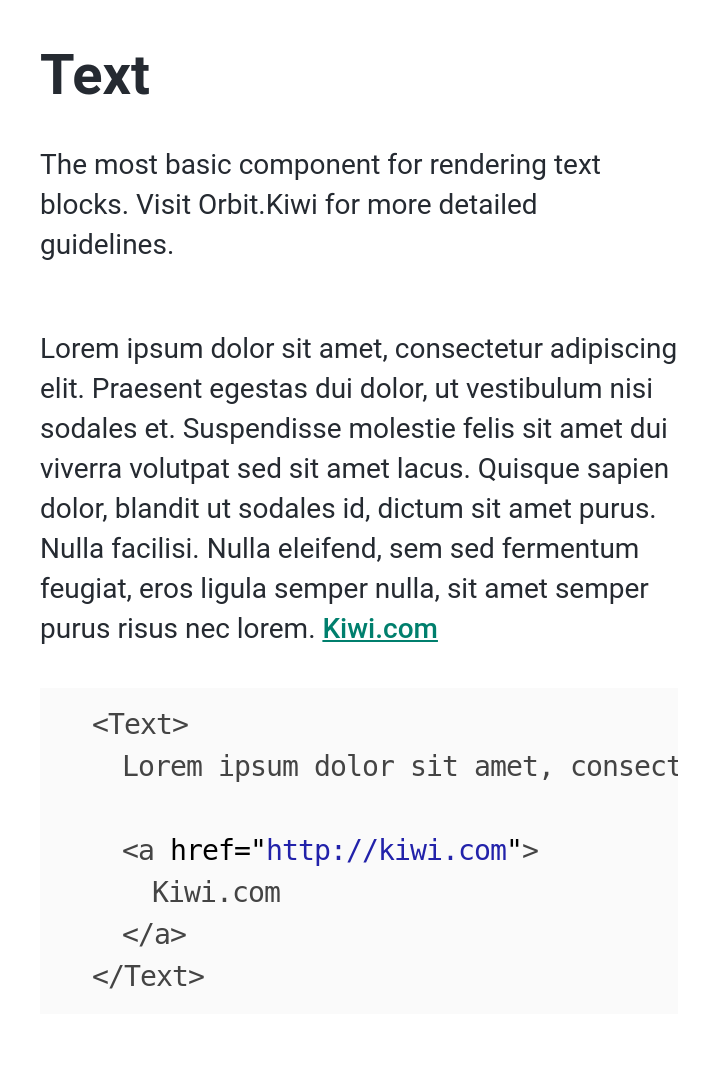 Text
The most basic component for rendering text
blocks. Visit Orbit.Kiwi for more detailed
guidelines.
Lorem ipsum dolor sit amet, consectetur adipiscing
elit. Praesent egestas dui dolor, ut vestibulum nisi
sodales et. Suspendisse molestie felis sit amet dui
viverra volutpat sed sit amet lacus. Quisque sapien
dolor, blandit ut sodales id, dictum sit amet purus.
Nulla facilisi. Nulla eleifend, sem sed fermentum
feugiat, eros ligula semper nulla, sit amet semper
purus risus nec lorem. Kiwi.com
<Text>
Lorem ipsum dolor sit amet, consect
<a href="http://kiwi.com">
Kiwi.com
</a>
</Text>